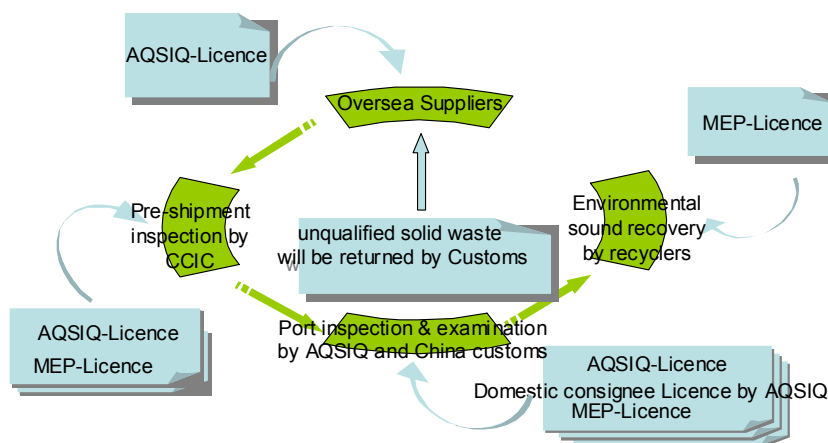 AQSIQ-Licence
Oversea Suppliers
MEP-Licence
Pre-shipment
inspection by
CCIC
unqualified solid waste
will be returned by Customs
w
Environmental
sound recovery
by recyclers
AQSIQ-Licence
MEP-Licence
Port inspection & examination
by AQSIQ and China customs
AQSIQ-Licence
Domestic consignee Licence by AQSIQ
MEP-Licence